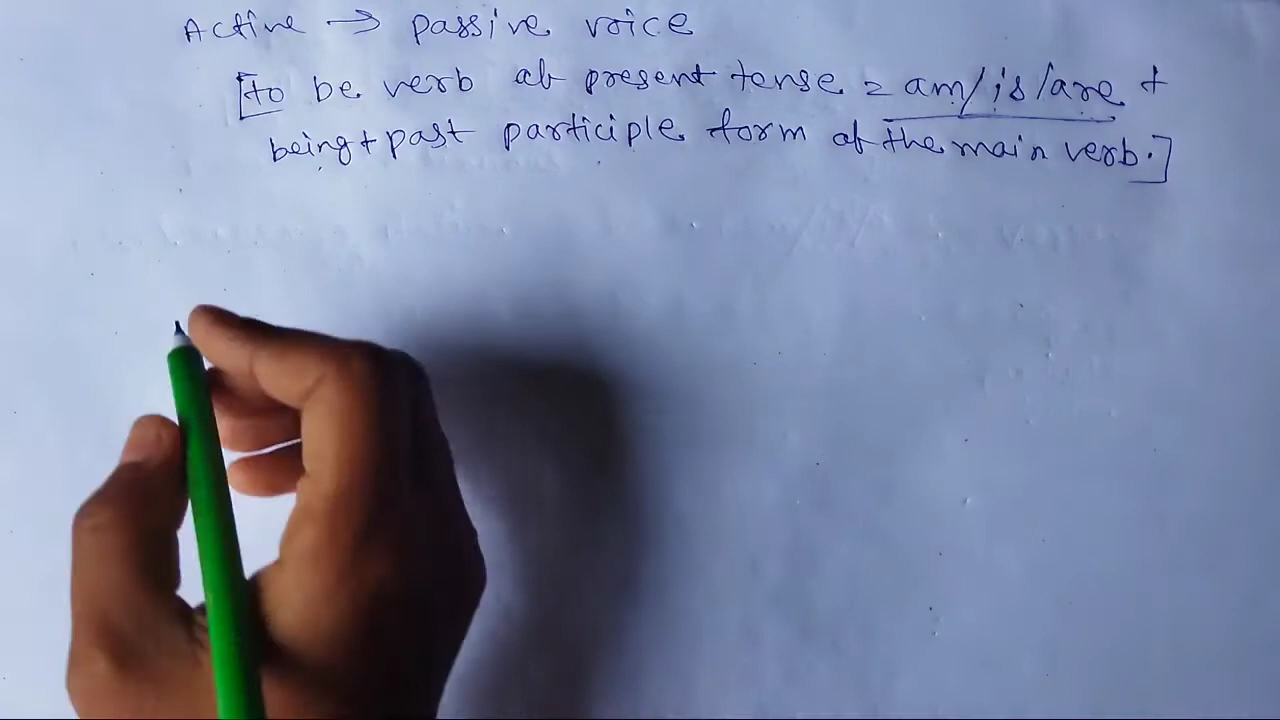 Active → passive voice
[To be verb of present tense = am/is/are +
being + past participle form of the main verb.]